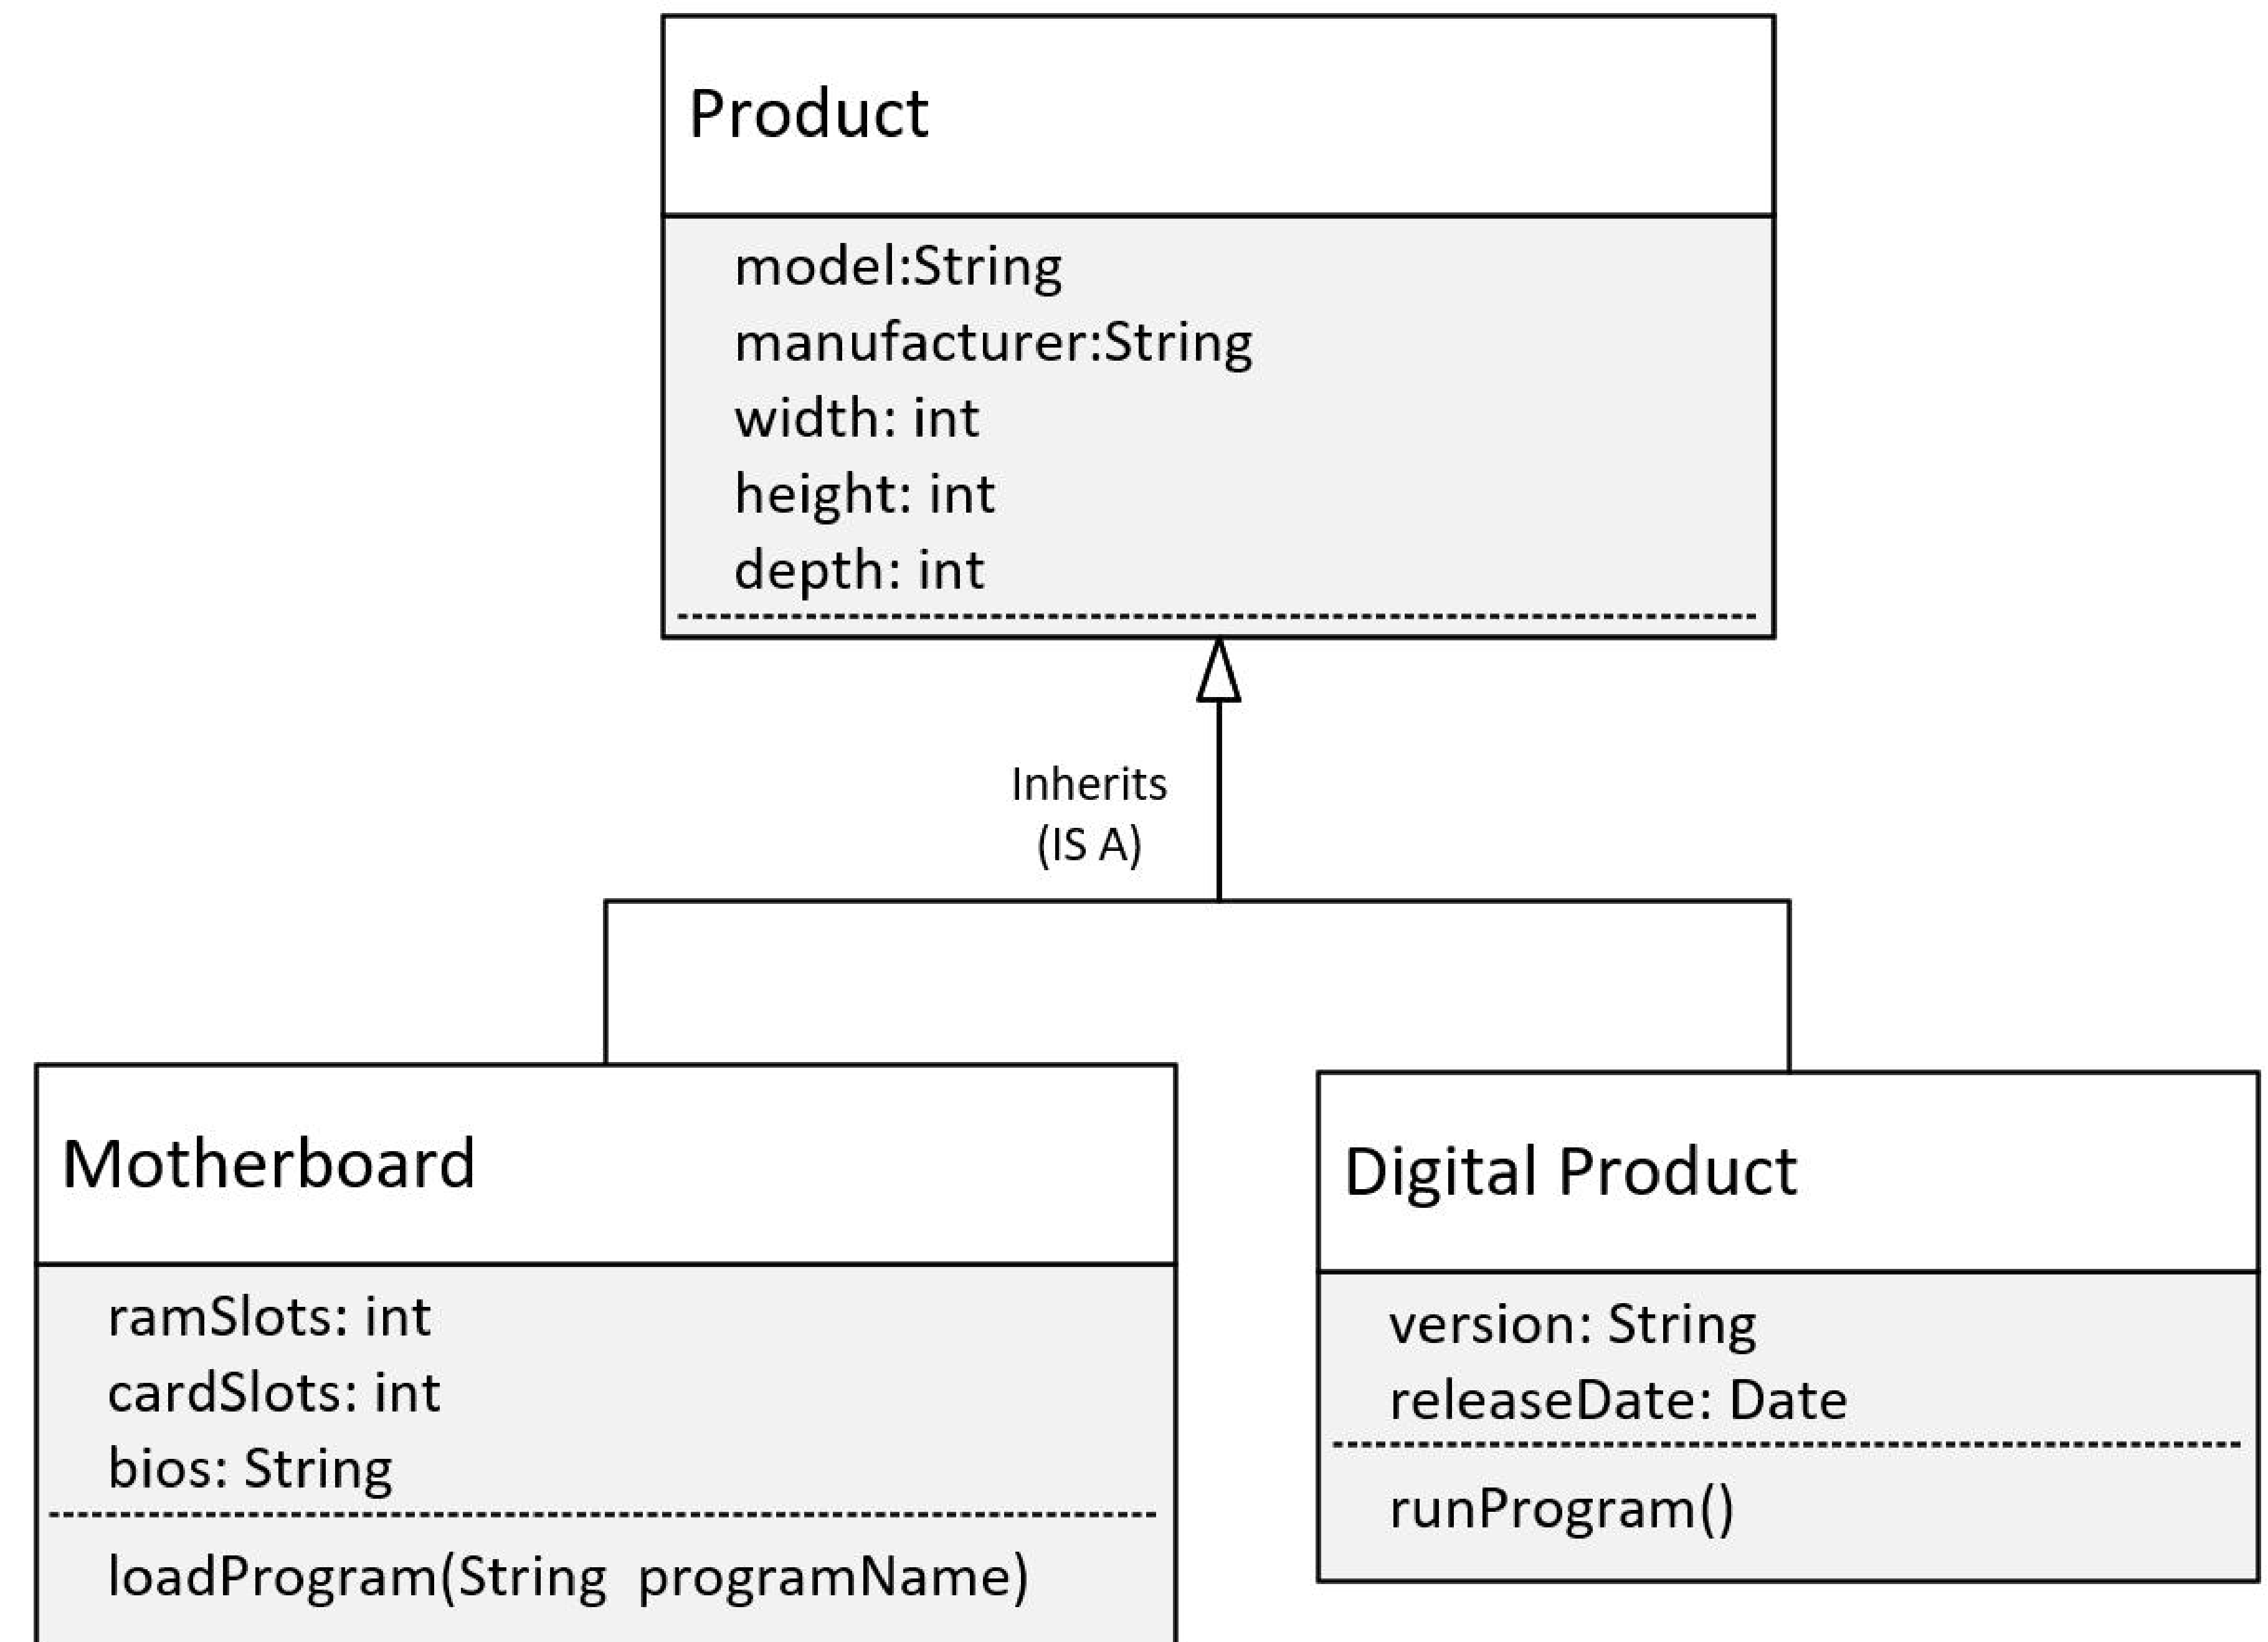 Product
model:String
manufacturer:String
width: int
height: int
depth: int
Inherits
(IS A)
Motherboard
ramSlots: int
cardSlots: int
bios: String
loadProgram(String programName)
Digital Product
version: String
releaseDate: Date
runProgram()